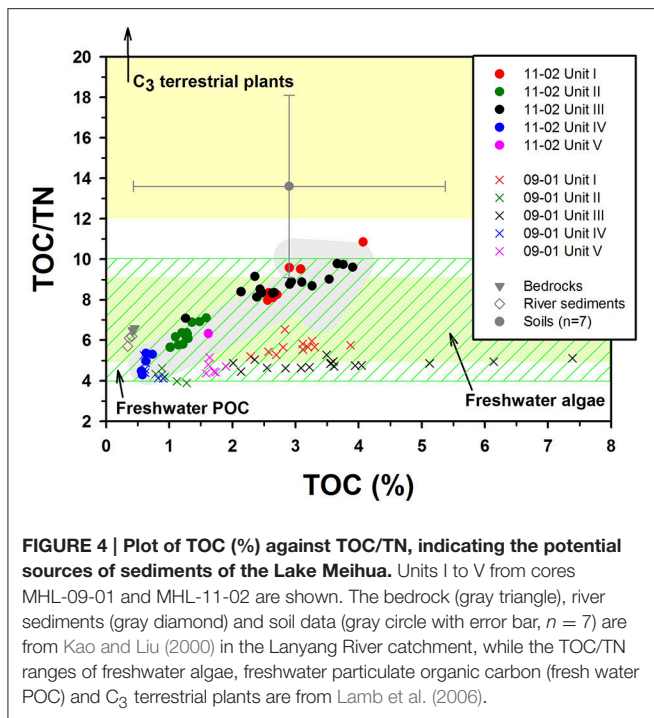 20
18
16
14
12
10
8
6
4
2
TOC/TN
C3 terrestrial plants
Freshwater POC
Freshwater algae
11-02 Unit I
11-02 Unit II
11-02 Unit III
11-02 Unit IV
11-02 Unit V
09-01 Unit I
09-01 Unit II
09-01 Unit III
09-01 Unit IV
09-01 Unit V
Bedrocks
River sediments
Soils (n=7)
0 1 2 3 4 5 6 7 8
TOC (%)
FIGURE 4 | Plot of TOC (%) against TOC/TN, indicating the potential
sources of sediments of the Lake Meihua. Units I to V from cores
MHL-09-01 and MHL-11-02 are shown. The bedrock (gray triangle), river
sediments (gray diamond) and soil data (gray circle with error bar, n = 7) are
from Kao and Liu (2000) in the Lanyang River catchment, while the TOC/TN
ranges of freshwater algae, freshwater particulate organic carbon (fresh water
POC) and C3 terrestrial plants are from Lamb et al. (2006).